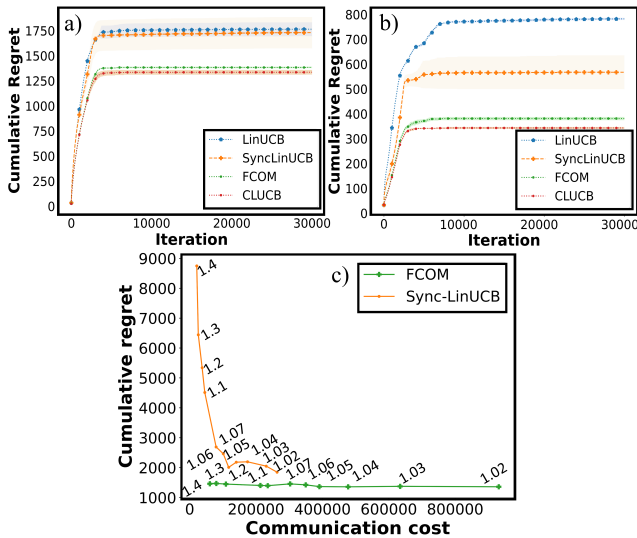 a)
Cumulative Regret
1750
1500
1250
1000
750
500
250
0
LinUCB
SyncLinUCB
FCOM
CLUCB
0 10000 20000 30000
Iteration
b)
Cumulative Regret
800
700
600
500
400
300
200
100
0
LinUCB
SyncLinUCB
FCOM
CLUCB
0 10000 20000 30000
Iteration
c)
Cumulative regret
9000
8000
7000
6000
5000
4000
3000
2000
1000
FCOM
Sync-LinUCB
1.4
1.3
1.2
1.1
1.07
1.06
1.05
1.04
1.03
1.02
1.4
1.3
1.2
1.1
1.07
1.06
1.05
1.04
1.03
1.02
0 200000 400000 600000 800000
Communication cost